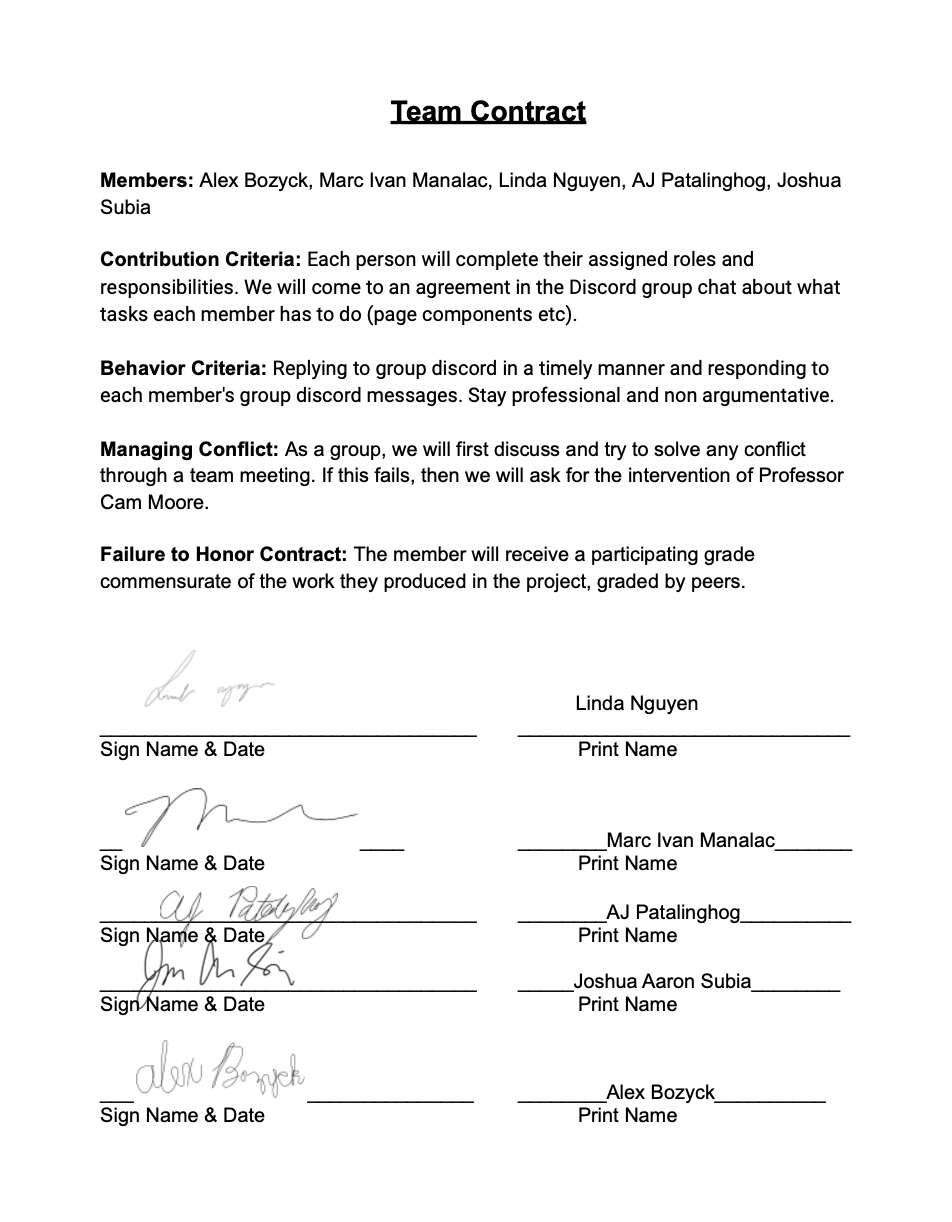 Team Contract
Members: Alex Bozyck, Marc Ivan Manalac, Linda Nguyen, AJ Patalinghog, Joshua
Subia
Contribution Criteria: Each person will complete their assigned roles and
responsibilities. We will come to an agreement in the Discord group chat about what
tasks each member has to do (page components etc).
Behavior Criteria: Replying to group discord in a timely manner and responding to
each member's group discord messages. Stay professional and non argumentative.
Managing Conflict: As a group, we will first discuss and try to solve any conflict
through a team meeting. If this fails, then we will ask for the intervention of Professor
Cam Moore.
Failure to Honor Contract: The member will receive a participating grade
commensurate of the work they produced in the project, graded by peers.
Linda Nguyen
Sign Name & Date Print Name
Marc Ivan Manalac
Sign Name & Date Print Name
AJ Patalinghog AJ Patalinghog
Sign Name & Date Print Name
Joshua Aaron Subia
Sign Name & Date Print Name
Alex Bozyck Alex Bozyck
Sign Name & Date Print Name